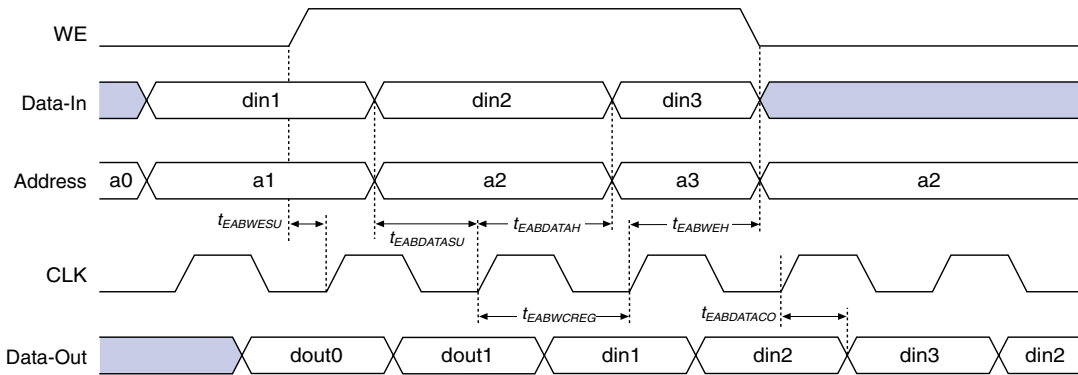 WE
Data-In din1 din2 din3
Address a0 a1 a2 a3 a2
tEABWESU tEABDATASU tEABDATAH tEABWEH
CLK
tEABWCREG tEABDATACO
Data-Out dout0 dout1 din1 din2 din3 din2